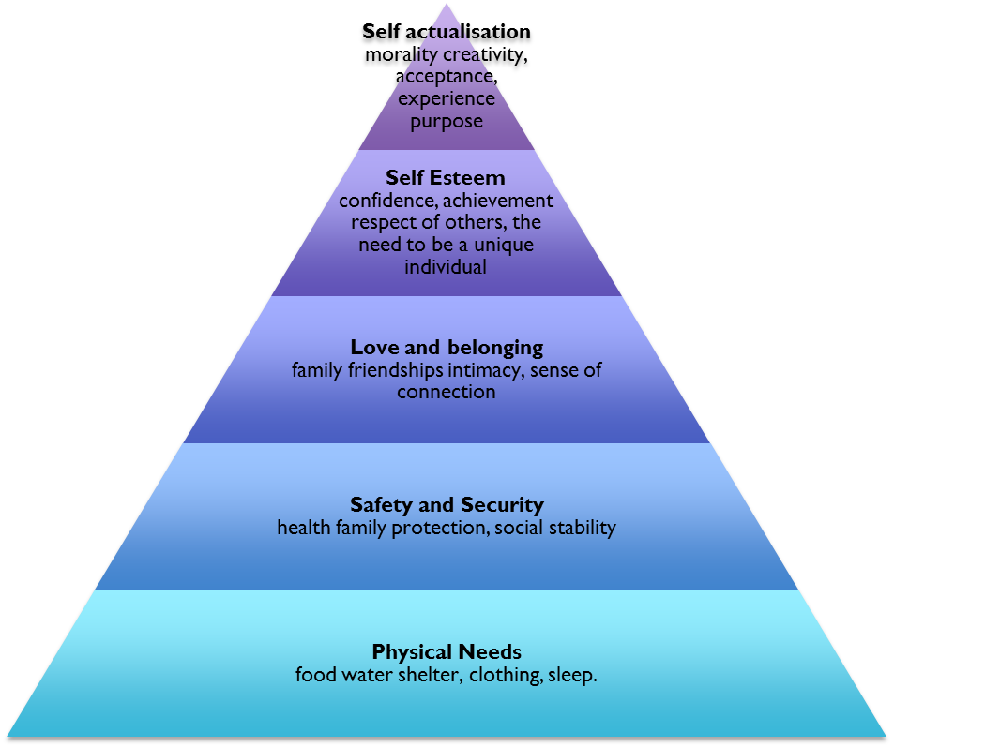 Self actualisation
morality creativity,
acceptance,
experience
purpose
Self Esteem
confidence, achievement
respect of others, the
need to be a unique
individual
Love and belonging
family friendships intimacy, sense of
connection
Safety and Security
health family protection, social stability
Physical Needs
food water shelter, clothing, sleep.